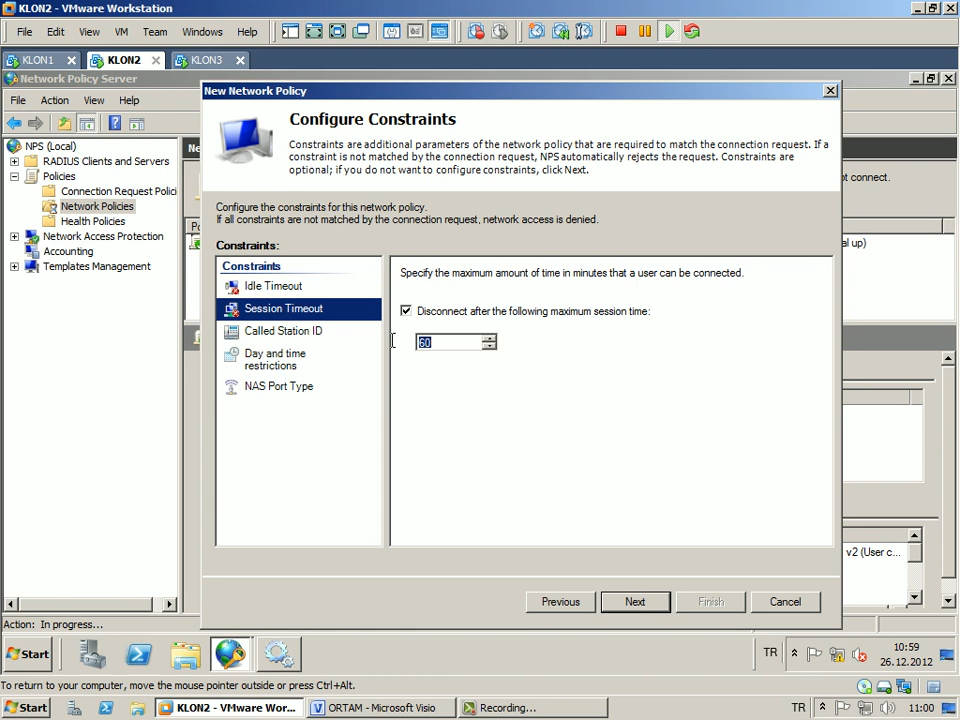 KLON2 - VMware Workstation
File Edit View VM Team Windows Help
KLON1 KLON2 KLON3
Network Policy Server
File Action View Help
NPS (Local)
RADIUS Clients and Servers
Policies
Connection Request Polici
Network Policies
Health Policies
Network Access Protection
Accounting
Templates Management
Ne
ot connect.
Po
al up)
v2 (User c...
New Network Policy
Configure Constraints
Constraints are additional parameters of the network policy that are required to match the connection request. If a
constraint is not matched by the connection request, NPS automatically rejects the request. Constraints are
optional; if you do not want to configure constraints, click Next.
Configure the constraints for this network policy.
If all constraints are not matched by the connection request, network access is denied.
Constraints:
Constraints
Idle Timeout
Session Timeout
Called Station ID
Day and time
restrictions
NAS Port Type
Specify the maximum amount of time in minutes that a user can be connected.
Disconnect after the following maximum session time:
60
Previous Next Finish Cancel
Action: In progress...
Start TR 10:59
26.12.2012
To return to your computer, move the mouse pointer outside or press Ctrl+Alt.
Start KLON2 - VMware Wor... ORTAM - Microsoft Visio Recording... TR 11:00